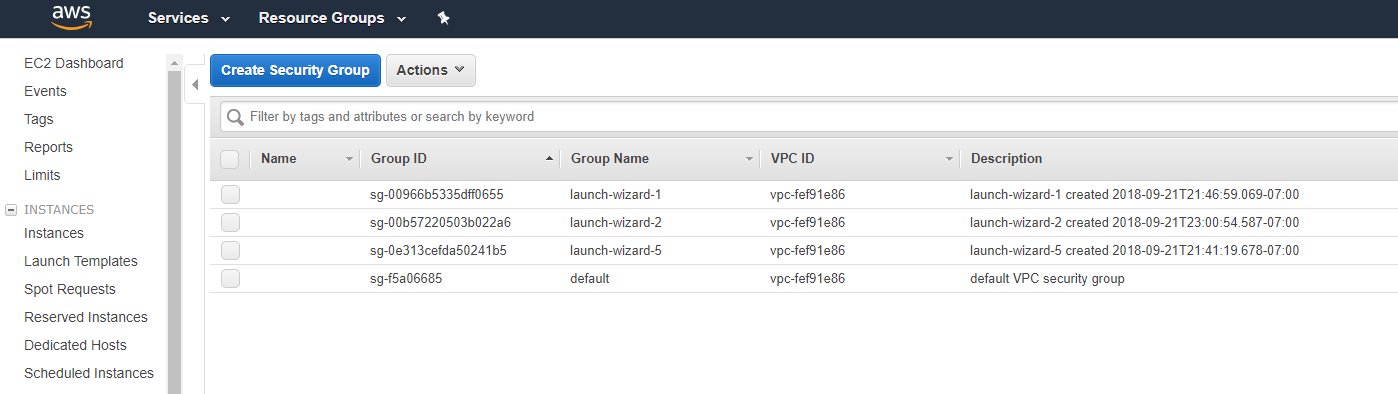 aws Services Resource Groups
EC2 Dashboard
Events
Tags
Reports
Limits
INSTANCES
Instances
Launch Templates
Spot Requests
Reserved Instances
Dedicated Hosts
Scheduled Instances
Create Security Group Actions
Filter by tags and attributes or search by keyword
Name Group ID Group Name VPC ID Description
sg-00966b5335dff0655 launch-wizard-1 vpc-fef91e86 launch-wizard-1 created 2018-09-21T21:46:59.069-07:00
sg-00b57220503b022a6 launch-wizard-2 vpc-fef91e86 launch-wizard-2 created 2018-09-21T23:00:54.587-07:00
sg-0e313cefda50241b5 launch-wizard-5 vpc-fef91e86 launch-wizard-5 created 2018-09-21T21:41:19.678-07:00
sg-f5a06685 default vpc-fef91e86 default VPC security group